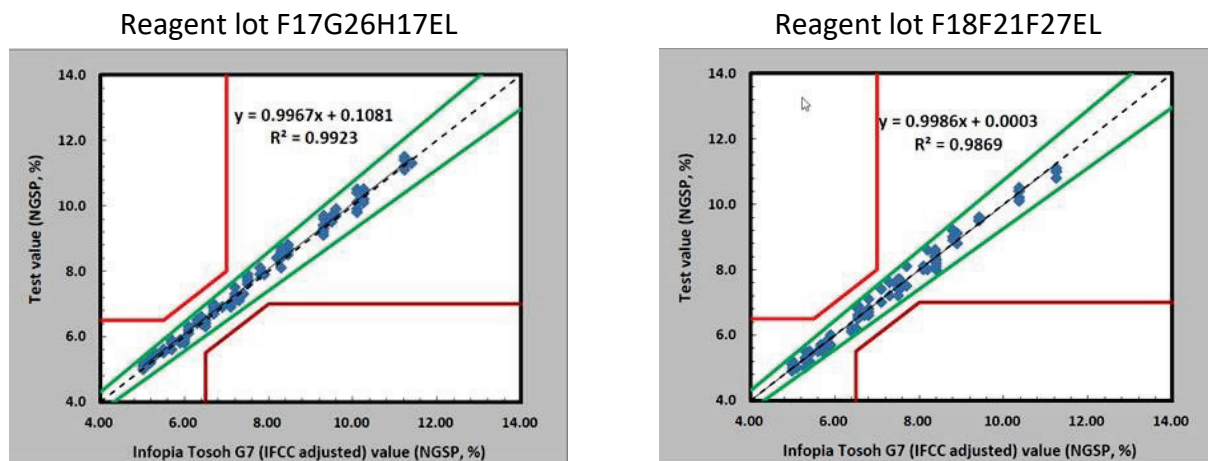 Reagent lot F17G26H17EL
14.0
12.0
10.0
8.0
6.0
4.0
Test value (NGSP, %)
y = 0.9967x + 0.1081
R² = 0.9923
4.00 6.00 8.00 10.00 12.00 14.00
Infopia Tosoh G7 (IFCC adjusted) value (NGSP, %)
Reagent lot F18F21F27EL
14.0
12.0
10.0
8.0
6.0
4.0
Test value (NGSP, %)
y = 0.9986x + 0.0003
R² = 0.9869
4.00 6.00 8.00 10.00 12.00 14.00
Infopia Tosoh G7 (IFCC adjusted) value (NGSP, %)